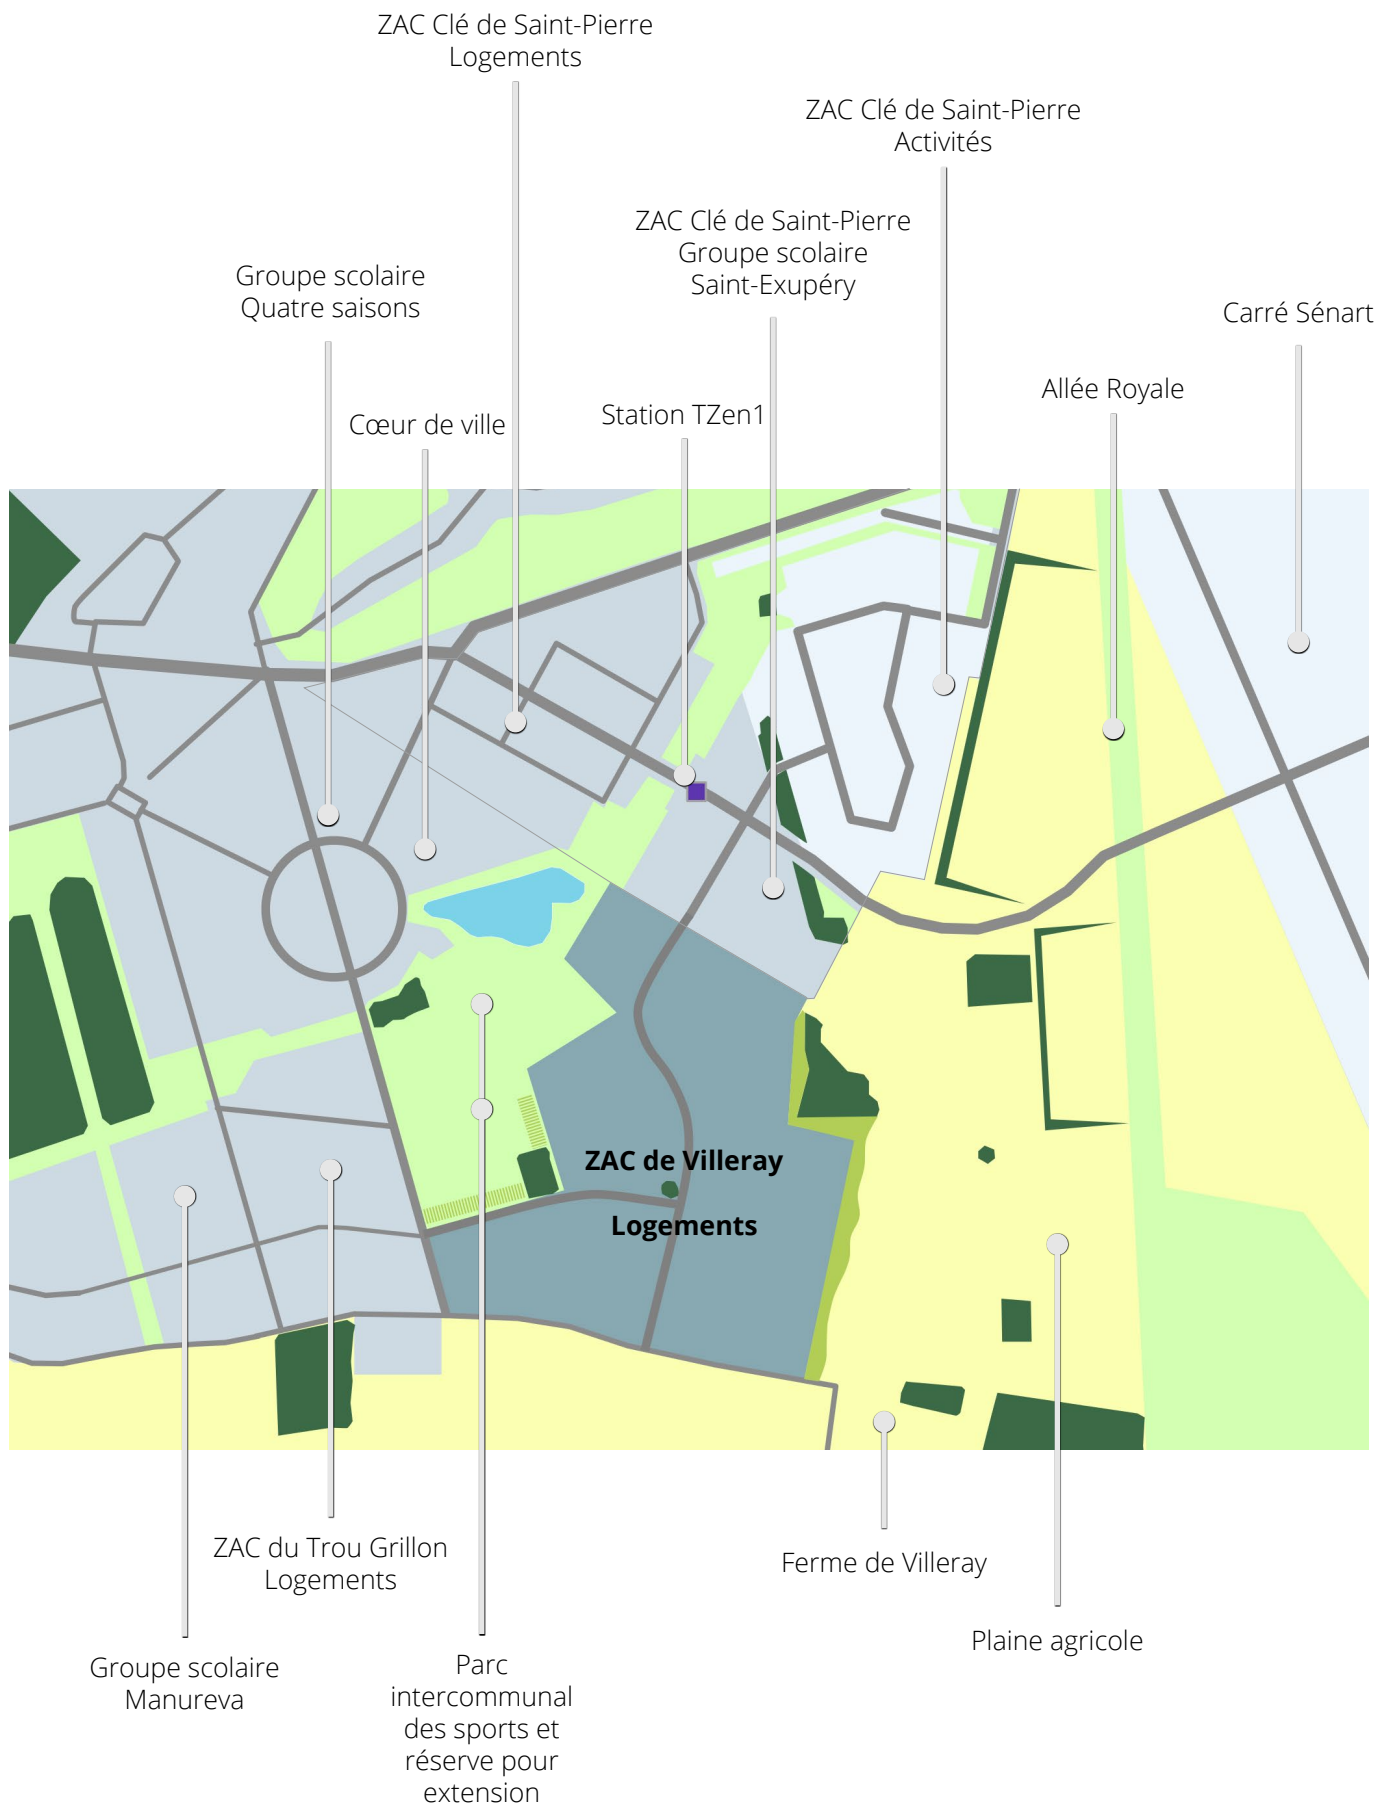 ZAC Clé de Saint-Pierre
Logements
ZAC Clé de Saint-Pierre
Activités
ZAC Clé de Saint-Pierre
Groupe scolaire
Saint-Exupéry
Groupe scolaire
Quatre saisons
Carré Sénart
Allée Royale
Station TZen1
Cœur de ville
ZAC de Villeray
Logements
ZAC du Trou Grillon
Logements
Ferme de Villeray
Plaine agricole
Groupe scolaire
Manureva
Parc
intercommunal
des sports et
réserve pour
extension